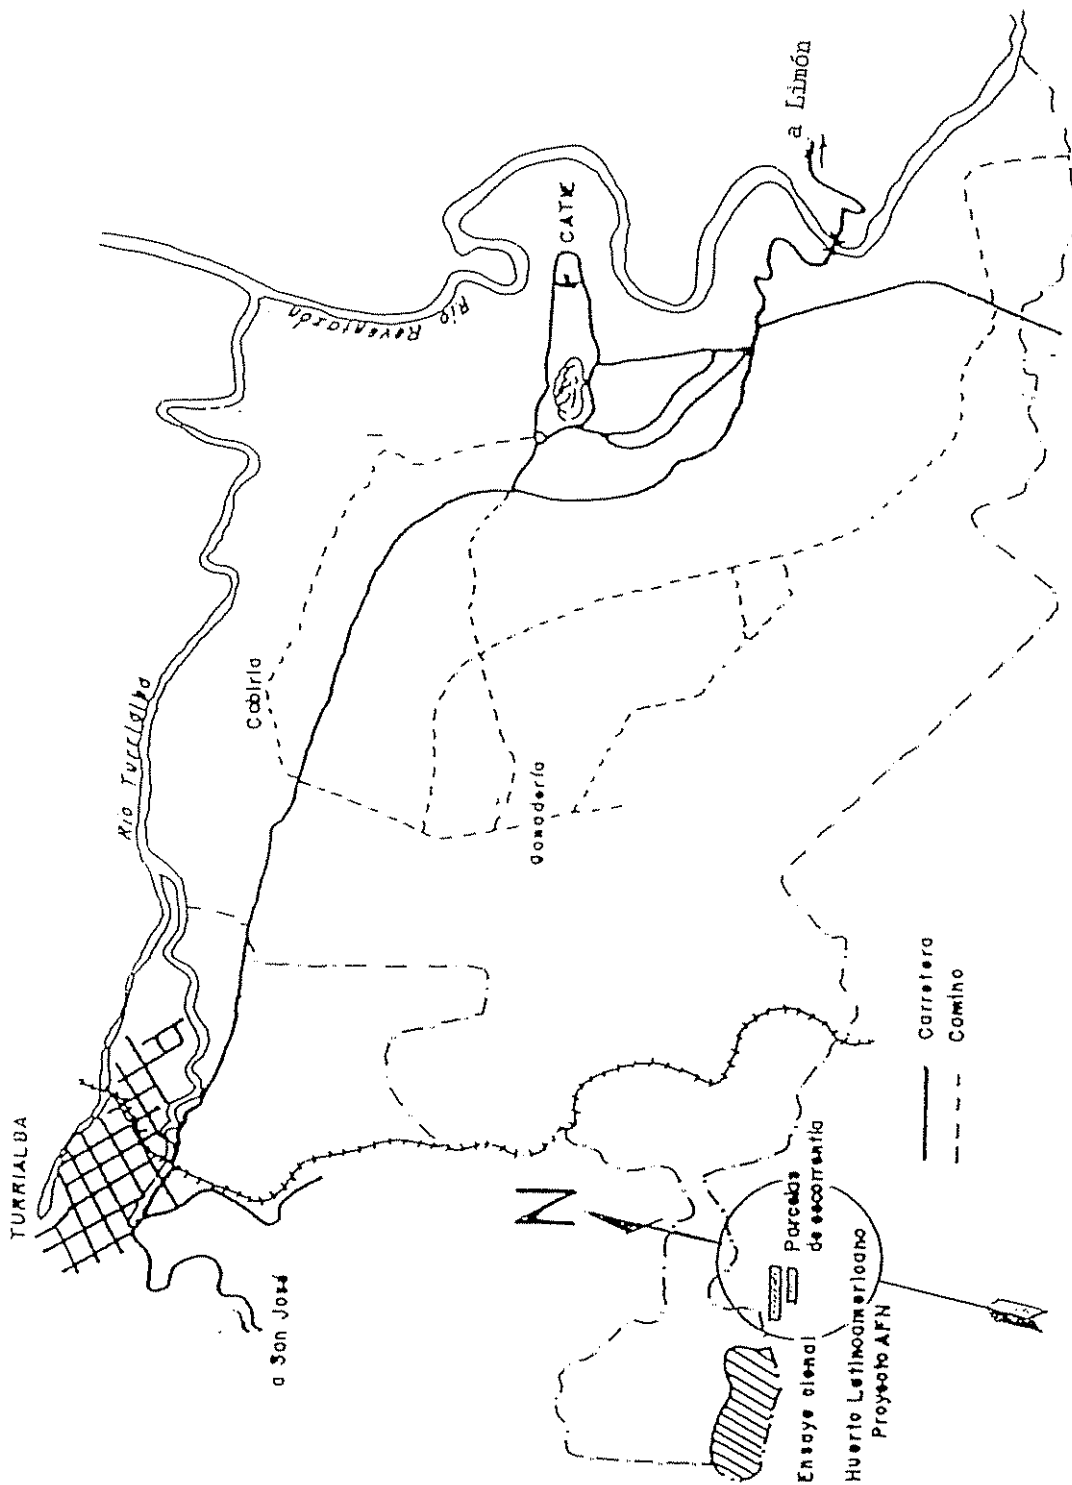 TURRIALBA
Río Turrialba
Río Reventazón
Cabiria
CATIE
a Limón
Ganadería
a San José
N
Parcelas
de escorrentía
Ensayo clonal
Huerto Latinoamericano
Proyecto AFN
Carretera
Camino